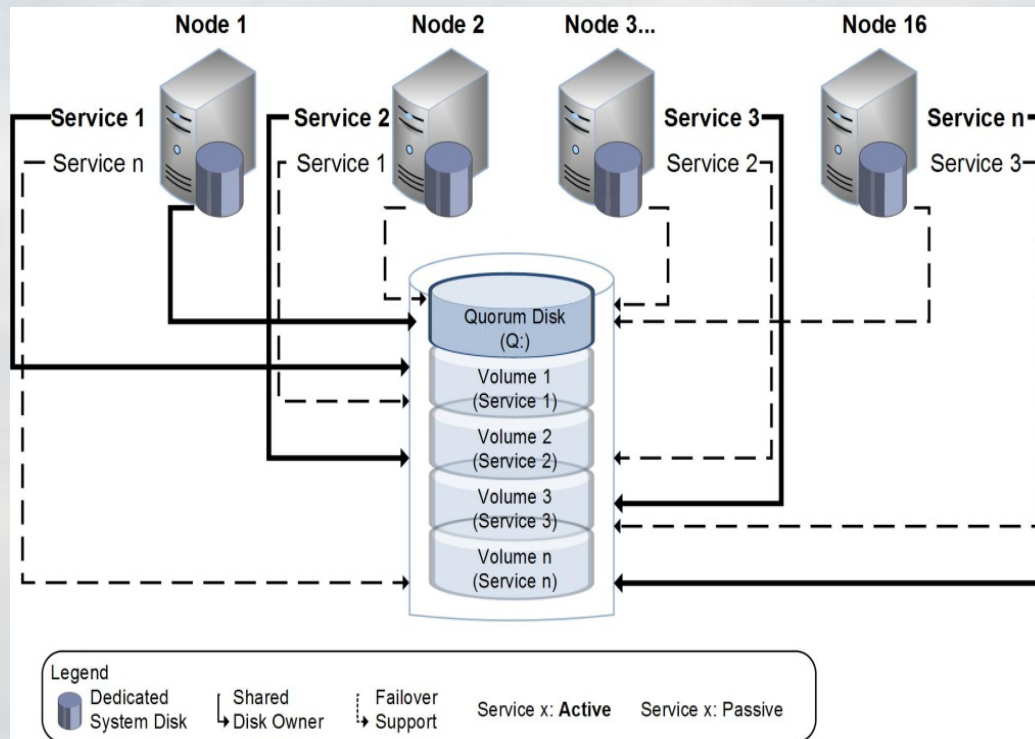 Node 1
Node 2
Node 3...
Node 16
Service 1
Service n
Service 2
Service 1
Service 3
Service 2
Service n
Service 3
Quorum Disk
(Q:)
Volume 1
(Service 1)
Volume 2
(Service 2)
Volume 3
(Service 3)
Volume n
(Service n)
Legend
Dedicated
System Disk
Shared
Disk Owner
Failover
Support
Service x: Active
Service x: Passive